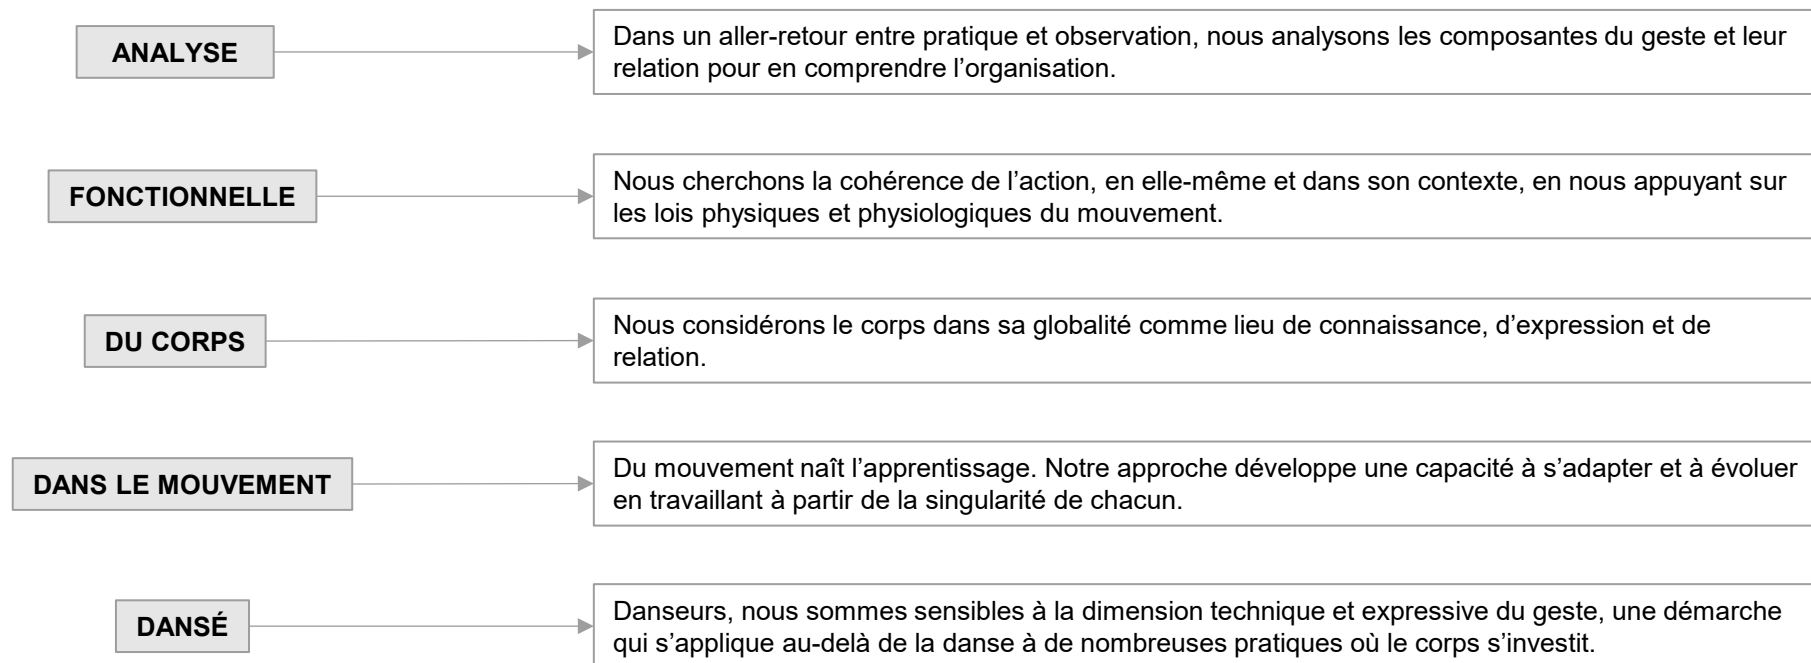 ANALYSE
Dans un aller-retour entre pratique et observation, nous analysons les composantes du geste et leur
relation pour en comprendre l’organisation.
FONCTIONNELLE
Nous cherchons la cohérence de l’action, en elle-même et dans son contexte, en nous appuyant sur
les lois physiques et physiologiques du mouvement.
DU CORPS
Nous considérons le corps dans sa globalité comme lieu de connaissance, d’expression et de
relation.
DANS LE MOUVEMENT
Du mouvement naît l’apprentissage. Notre approche développe une capacité à s’adapter et à évoluer
en travaillant à partir de la singularité de chacun.
DANSÉ
Danseurs, nous sommes sensibles à la dimension technique et expressive du geste, une démarche
qui s’applique au-delà de la danse à de nombreuses pratiques où le corps s’investit.